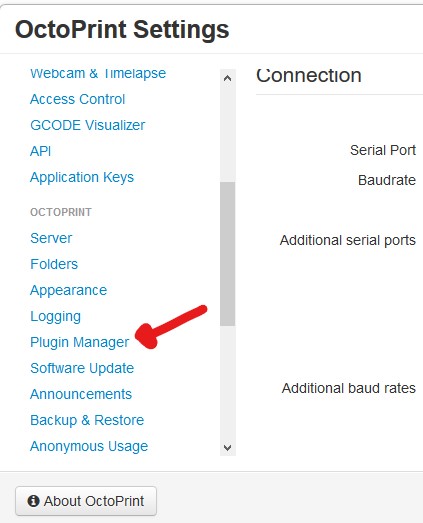 OctoPrint Settings
Webcam & Timelapse
Access Control
GCODE Visualizer
API
Application Keys
OCTOPRINT
Server
Folders
Appearance
Logging
Plugin Manager
Software Update
Announcements
Backup & Restore
Anonymous Usage
Connection
Serial Port
Baudrate
Additional serial ports
Additional baud rates
About OctoPrint